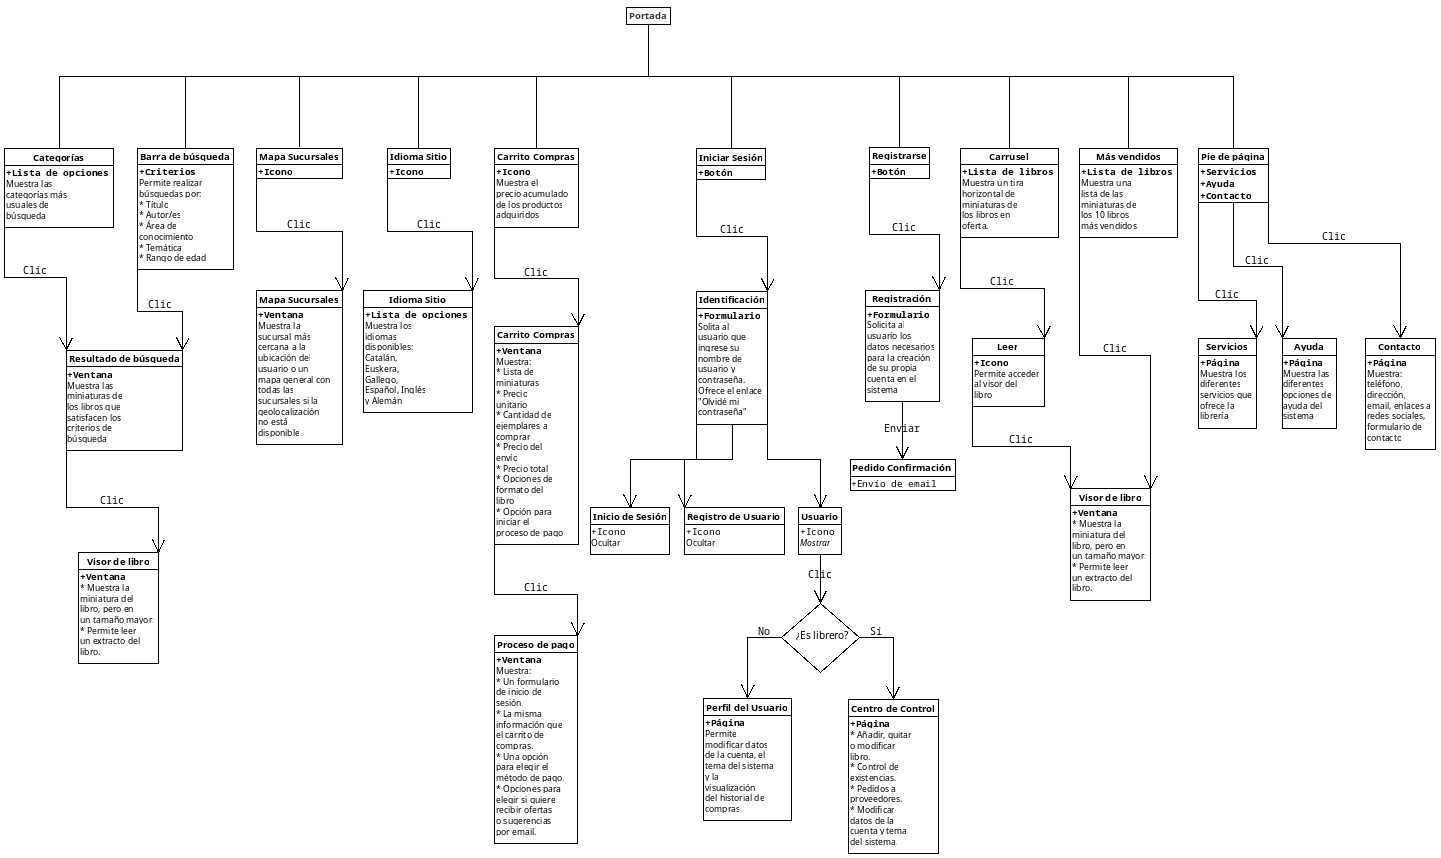 Portada
Categorías
+Lista de opciones
Muestra las
categorías más
usuales de
búsqueda
Barra de búsqueda
+Criterios
Permite realizar
búsquedas por:
* Título
* Autor/es
* Área de
conocimiento
* Temática
* Rango de edad
Mapa Sucursales
+Icono
Idioma Sitio
+Icono
Carrito Compras
+Icono
Muestra el
precio acumulado
de los productos
adquiridos
Iniciar Sesión
+Botón
Registrarse
+Botón
Carrusel
+Lista de libros
Muestra un tira
horizontal de
miniaturas de
los libros en
oferta.
Más vendidos
+Lista de libros
Muestra una
lista de las
miniaturas de
los 10 libros
más vendidos.
Pie de página
+Servicios
+Ayuda
+Contacto
Clic
Clic
Clic
Clic
Clic
Clic
Clic
Clic
Clic
Clic
Clic
Clic
Clic
Resultado de búsqueda
+Ventana
Muestra las
miniaturas de
los libros que
satisfacen los
criterios de
búsqueda
Mapa Sucursales
+Ventana
Muestra la
sucursal más
cercana a la
ubicación del
usuario o un
mapa general con
todas las
sucursales si la
geolocalización
no está
disponible
Idioma Sitio
+Lista de opciones
Muestra los
idiomas
disponibles:
Catalán,
Euskera,
Gallego,
Español, Inglés
y Alemán
Carrito Compras
+Ventana
Muestra:
* Lista de
miniaturas
* Precio
unitario
* Cantidad de
ejemplares a
comprar
* Precio del
envío
* Precio total
* Opciones de
formato del
libro
* Opción para
iniciar el
proceso de pago
Identificación
+Formulario
Solita al
usuario que
ingrese su
nombre de
usuario y
contraseña.
Ofrece el enlace
"Olvidé mi
contraseña"
Registración
+Formulario
Solicita al
usuario los
datos necesarios
para la creación
de su propia
cuenta en el
sistema
Leer
+Icono
Permite acceder
al visor del
libro
Servicios
+Página
Muestra los
diferentes
servicios que
ofrece la
librería
Ayuda
+Página
Muestra las
diferentes
opciones de
ayuda del
sistema
Contacto
+Página
Muestra:
teléfono,
dirección,
email, enlaces a
redes sociales,
formulario de
contacto
Enviar
Clic
Clic
Pedido Confirmación
+Envío de email
Visor de libro
+Ventana
* Muestra la
miniatura del
libro, pero en
un tamaño mayor.
* Permite leer
un extracto del
libro.
Inicio de Sesión
+Icono
Ocultar
Registro de Usuario
+Icono
Ocultar
Usuario
+Icono
Mostrar
Visor de libro
+Ventana
* Muestra la
miniatura del
libro, pero en
un tamaño mayor.
* Permite leer
un extracto del
libro.
Clic
Clic
¿Es librero?
No
Sí
Proceso de pago
+Ventana
Muestra:
* Un formulario
de inicio de
sesión.
* La misma
información que
el carrito de
compras.
* Una opción
para elegir el
método de pago.
* Opciones para
elegir si quiere
recibir ofertas
o sugerencias
por email.
Perfil del Usuario
+Página
Permite
modificar datos
de la cuenta, el
tema del sistema
y la
visualización
del historial de
compras
Centro de Control
+Página
* Añadir, quitar
o modificar
libro.
* Control de
existencias.
* Pedidos a
proveedores.
* Modificar
datos de la
cuenta y tema
del sistema.